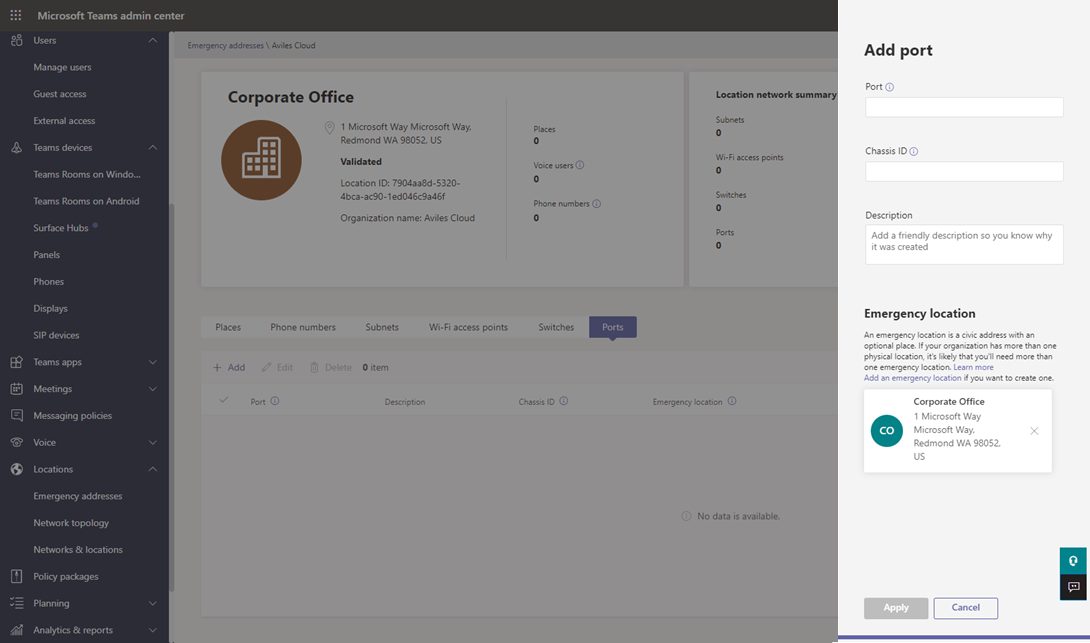 Microsoft Teams admin center
Users
Manage users
Guest access
External access
Teams devices
Teams Rooms on Windo...
Teams Rooms on Android
Surface Hubs
Panels
Phones
Displays
SIP devices
Teams apps
Meetings
Messaging policies
Voice
Locations
Emergency addresses
Network topology
Networks & locations
Policy packages
Planning
Analytics & reports
Emergency addresses \ Aviles Cloud
Corporate Office
1 Microsoft Way Microsoft Way,
Redmond WA 98052, US
Validated
Location ID: 7904aa8d-5320-
4bca-ac90-1ed046c9a46f
Organization name: Aviles Cloud
Places
0
Voice users
0
Phone numbers
0
Location network summary
Subnets
0
Wi-Fi access points
0
Switches
0
Ports
0
Places Phone numbers Subnets Wi-Fi access points Switches Ports
Add Edit Delete 0 item
Port Description Chassis ID Emergency location
No data is available.
Add port
Port
Chassis ID
Description
Add a friendly description so you know why
it was created
Emergency location
An emergency location is a civic address with an
optional place. If your organization has more than one
physical location, it's likely that you'll need more than
one emergency location. Learn more
Add an emergency location if you want to create one.
CO
Corporate Office
1 Microsoft Way
Microsoft Way,
Redmond WA 98052,
US
Apply Cancel